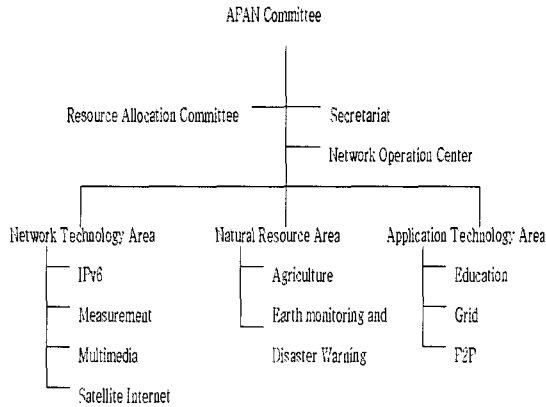 APAN Committee
Resource Allocation Committee
Secretariat
Network Operation Center
Network Technology Area
IPv6
Measurement
Multimedia
Satellite Internet
Natural Resource Area
Agriculture
Earth monitoring and
Disaster Warning
Application Technology Area
Education
Grid
P2P